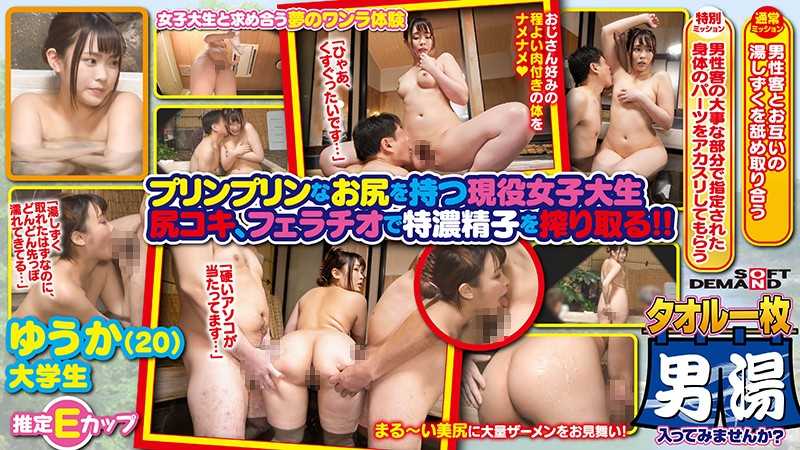 女子大生と求め合う夢のワンラ体験
「ひゃあ、
くすぐったいです…」
おじさん好みの
程よい肉付きの体を
ナメナメ♥
特別
ミッション
男性客の大事な部分で指定された
身体のパーツをアカスリしてもらう
通常
ミッション
男性客とお互いの
湯しずくを舐め取り合う
プリンプリンなお尻を持つ現役女子大生
尻コキ、フェラチオで特濃精子を搾り取る!!
「湯しずく
取れたはずなのに、
どんどん先っぽ
濡れてきてる…」
「硬いアソコが
当たってます…」
ゆうか(20)
大学生
推定Eカップ
まる〜い美尻に大量ザーメンをお見舞い!
SOFT ON
DEMAND
タオル一枚
男湯
入ってみませんか?